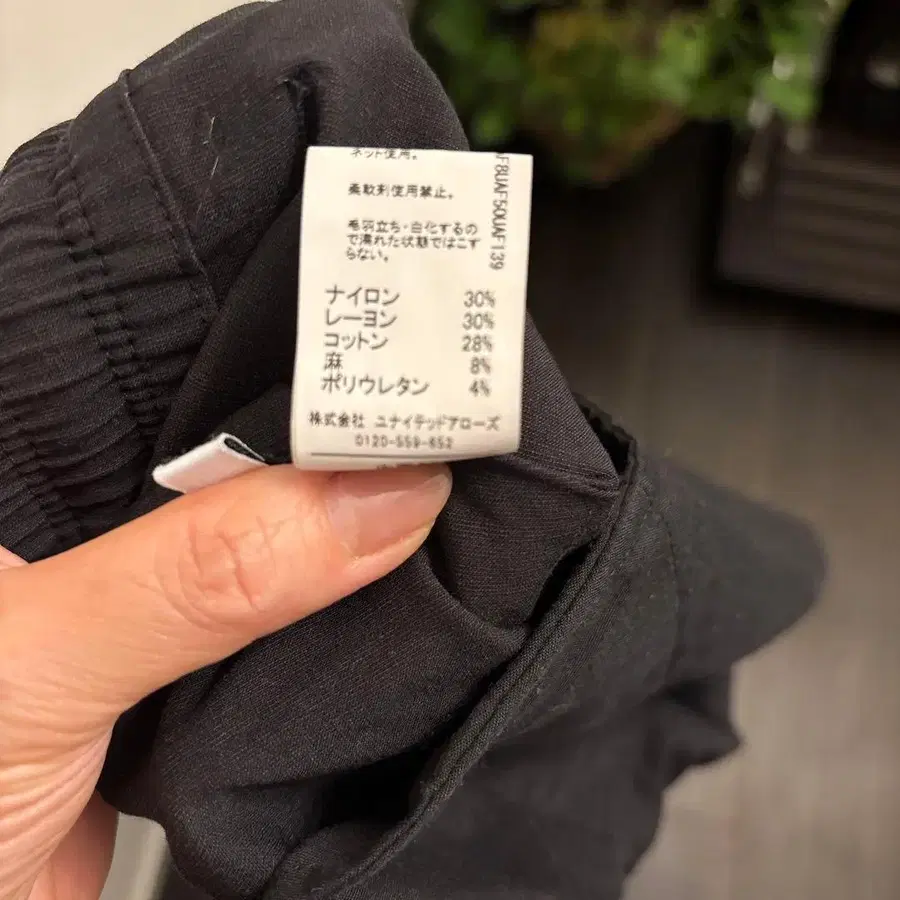 ネット使用。
柔軟剤使用禁止。
毛羽立ち・白化するの
で濡れた状態ではこす
らない。
ナイロン 30%
レーヨン 30%
コットン 28%
麻 8%
ポリウレタン 4%
株式会社 ユナイテッドアローズ
0120-559-652
F8UAF50UAF139